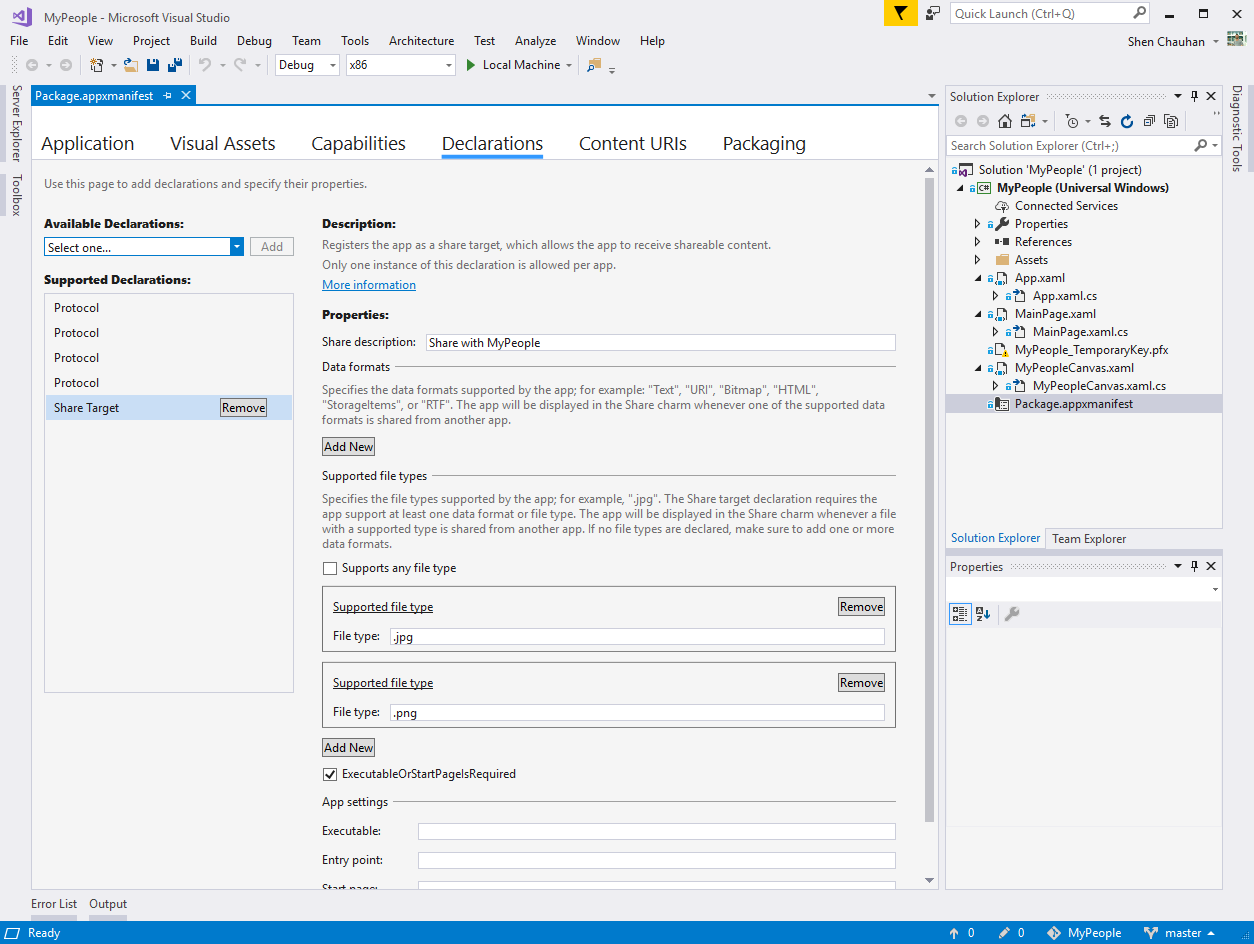 MyPeople - Microsoft Visual Studio
Quick Launch (Ctrl+Q)
File Edit View Project Build Debug Team Tools Architecture Test Analyze Window Help
Shen Chauhan
Debug x86 Local Machine
Server Explorer
Toolbox
Package.appxmanifest
Application Visual Assets Capabilities Declarations Content URIs Packaging
Use this page to add declarations and specify their properties.
Available Declarations:
Select one...
Add
Supported Declarations:
Protocol
Protocol
Protocol
Protocol
Share Target Remove
Description:
Registers the app as a share target, which allows the app to receive shareable content.
Only one instance of this declaration is allowed per app.
More information
Properties:
Share description: Share with MyPeople
Data formats
Specifies the data formats supported by the app; for example: "Text", "URI", "Bitmap", "HTML",
"StorageItems", or "RTF". The app will be displayed in the Share charm whenever one of the supported data
formats is shared from another app.
Add New
Supported file types
Specifies the file types supported by the app; for example, ".jpg". The Share target declaration requires the
app support at least one data format or file type. The app will be displayed in the Share charm whenever a file
with a supported type is shared from another app. If no file types are declared, make sure to add one or more
data formats.
Supports any file type
Supported file type Remove
File type: .jpg
Supported file type Remove
File type: .png
Add New
ExecutableOrStartPageIsRequired
App settings
Executable:
Entry point:
Start page:
Solution Explorer
Search Solution Explorer (Ctrl+;)
Solution 'MyPeople' (1 project)
C# MyPeople (Universal Windows)
Connected Services
Properties
References
Assets
App.xaml
App.xaml.cs
MainPage.xaml
MainPage.xaml.cs
MyPeople_TemporaryKey.pfx
MyPeopleCanvas.xaml
MyPeopleCanvas.xaml.cs
Package.appxmanifest
Solution Explorer Team Explorer
Properties
Diagnostic Tools
Error List Output
Ready
0 0 MyPeople master